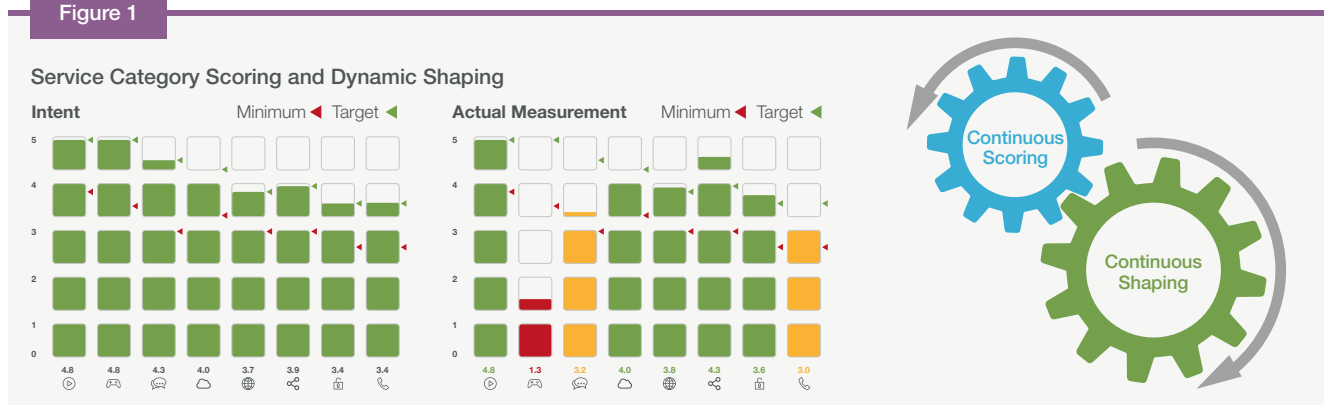 Figure 1
Service Category Scoring and Dynamic Shaping
Intent
Minimum Target
5
4
3
2
1
0
4.8 4.8 4.3 4.0 3.7 3.9 3.4 3.4
Actual Measurement
Minimum Target
5
4
3
2
1
0
4.8 1.3 3.2 4.0 3.8 4.3 3.6 3.0
Continuous
Scoring
Continuous
Shaping